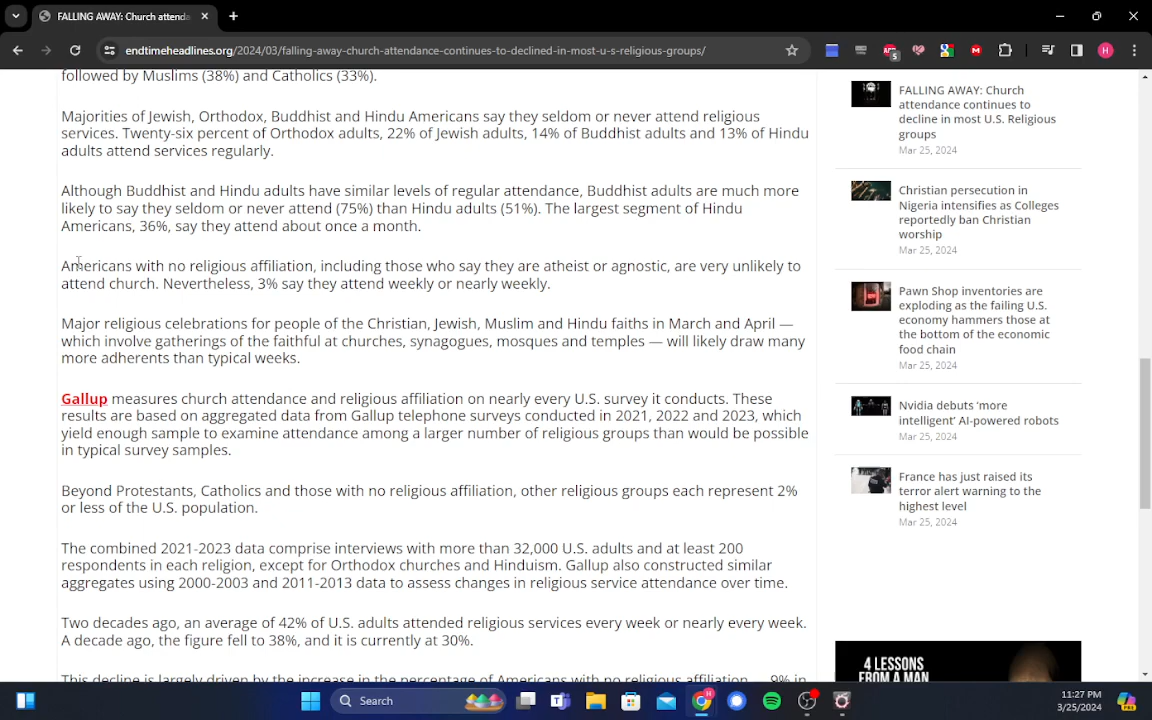 FALLING AWAY: Church attenda
endtimeheadlines.org/2024/03/falling-away-church-attendance-continues-to-declined-in-most-u-s-religious-groups/
followed by Muslims (38%) and Catholics (33%).
Majorities of Jewish, Orthodox, Buddhist and Hindu Americans say they seldom or never attend religious
services. Twenty-six percent of Orthodox adults, 22% of Jewish adults, 14% of Buddhist adults and 13% of Hindu
adults attend services regularly.
Although Buddhist and Hindu adults have similar levels of regular attendance, Buddhist adults are much more
likely to say they seldom or never attend (75%) than Hindu adults (51%). The largest segment of Hindu
Americans, 36%, say they attend about once a month.
Americans with no religious affiliation, including those who say they are atheist or agnostic, are very unlikely to
attend church. Nevertheless, 3% say they attend weekly or nearly weekly.
Major religious celebrations for people of the Christian, Jewish, Muslim and Hindu faiths in March and April —
which involve gatherings of the faithful at churches, synagogues, mosques and temples — will likely draw many
more adherents than typical weeks.
Gallup measures church attendance and religious affiliation on nearly every U.S. survey it conducts. These
results are based on aggregated data from Gallup telephone surveys conducted in 2021, 2022 and 2023, which
yield enough sample to examine attendance among a larger number of religious groups than would be possible
in typical survey samples.
Beyond Protestants, Catholics and those with no religious affiliation, other religious groups each represent 2%
or less of the U.S. population.
The combined 2021-2023 data comprise interviews with more than 32,000 U.S. adults and at least 200
respondents in each religion, except for Orthodox churches and Hinduism. Gallup also constructed similar
aggregates using 2000-2003 and 2011-2013 data to assess changes in religious service attendance over time.
Two decades ago, an average of 42% of U.S. adults attended religious services every week or nearly every week.
A decade ago, the figure fell to 38%, and it is currently at 30%.
This decline is largely driven by the increase in the percentage of Americans with no religious affiliation — 9% in
FALLING AWAY: Church
attendance continues to
decline in most U.S. Religious
groups
Mar 25, 2024
Christian persecution in
Nigeria intensifies as Colleges
reportedly ban Christian
worship
Mar 25, 2024
Pawn Shop inventories are
exploding as the failing U.S.
economy hammers those at
the bottom of the economic
food chain
Mar 25, 2024
Nvidia debuts 'more
intelligent' AI-powered robots
Mar 25, 2024
France has just raised its
terror alert warning to the
highest level
Mar 25, 2024
4 LESSONS
FROM A MAN
Search
11:27 PM
3/25/2024